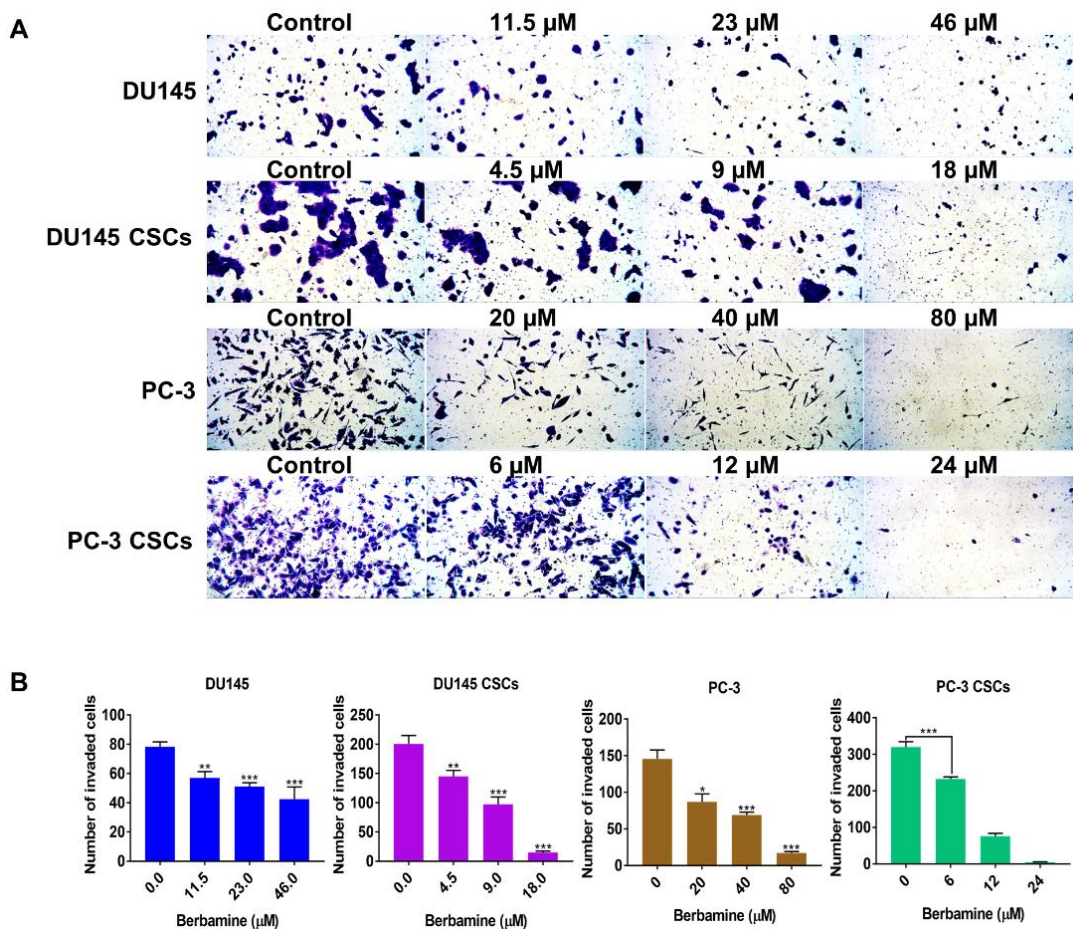 A
Control 11.5 µM 23 µM 46 µM
DU145
Control 4.5 µM 9 µM 18 µM
DU145 CSCs
Control 20 µM 40 µM 80 µM
PC-3
Control 6 µM 12 µM 24 µM
PC-3 CSCs
B
DU145
Number of invaded cells
100
80
60
40
20
0
** *** ***
0.0 11.5 23.0 46.0
Berbamine (µM)
DU145 CSCs
Number of invaded cells
250
200
150
100
50
0
** *** ***
0.0 4.5 9.0 18.0
Berbamine (µM)
PC-3
Number of invaded cells
200
150
100
50
0
* *** ***
0 20 40 80
Berbamine (µM)
PC-3 CSCs
Number of invaded cells
400
300
200
100
0
***
0 6 12 24
Berbamine (µM)